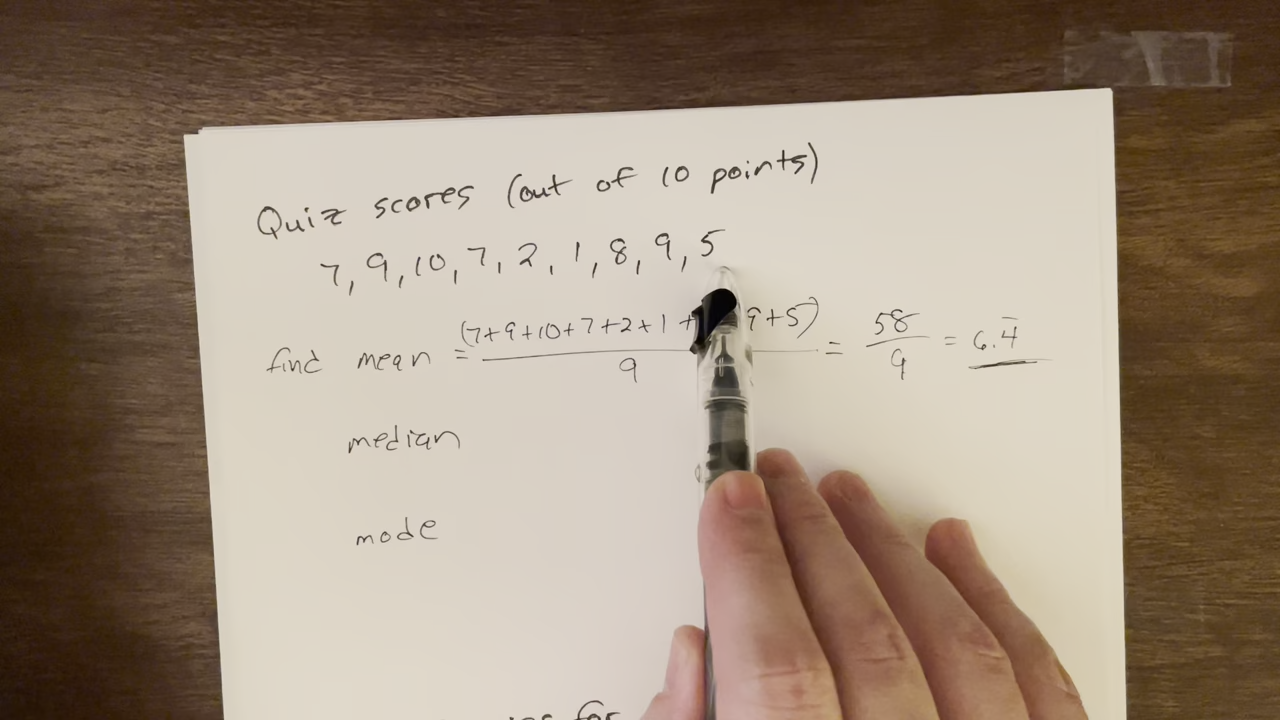 Quiz scores (out of 10 points)
7, 9, 10, 7, 2, 1, 8, 9, 5
find mean = (7+9+10+7+2+1+ 9+5) / 9 = 58 / 9 = 6.4̄
median
mode
for